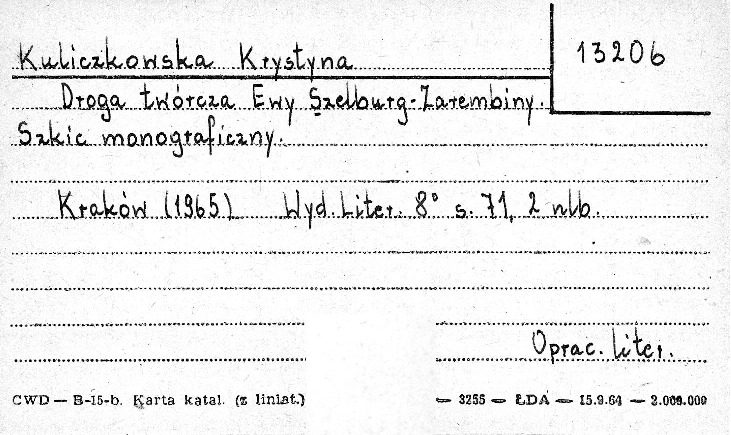 Kuliczkowska Krystyna
13206
Droga twórcza Ewy Szelburg-Zarembiny.
Szkic monograficzny.
Kraków (1965) Wyd. Liter. 8° s. 71, 2 nlb.
Oprac. liter.
CWD — B-15-b. Karta katal. (z liniat.) — 3255 — ŁDA — 15.9.64 — 2.000.000